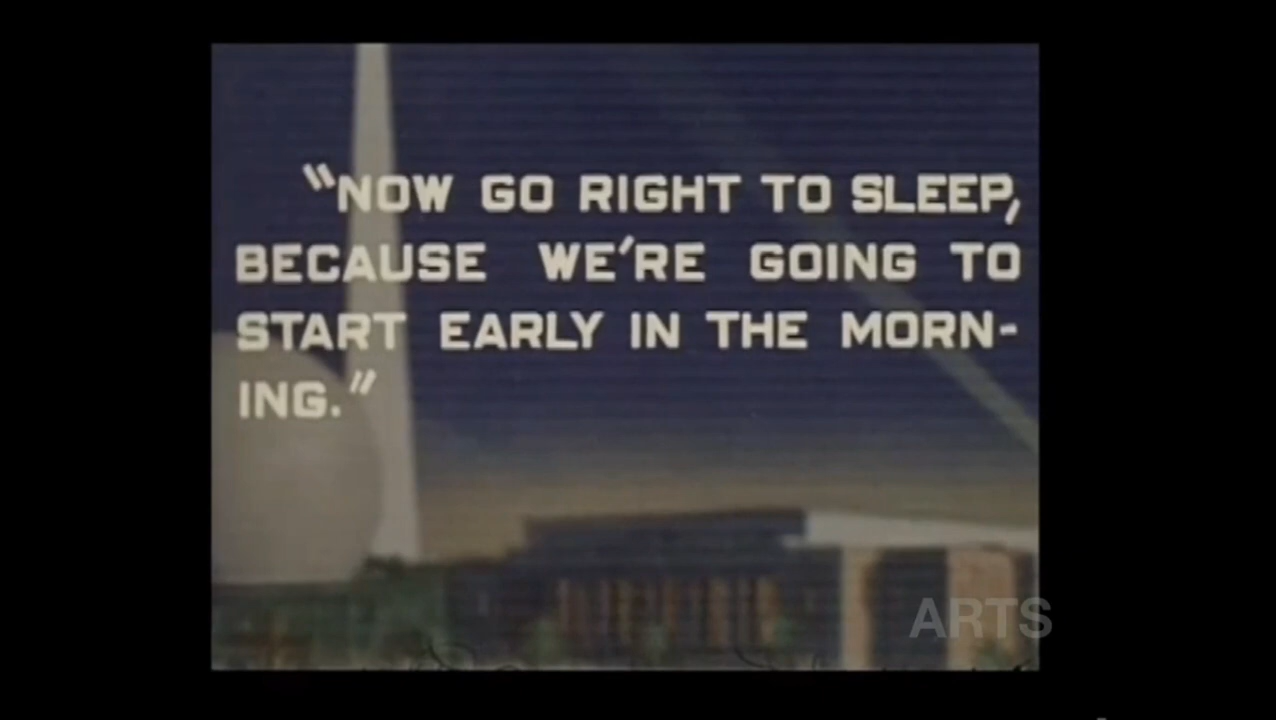 “NOW GO RIGHT TO SLEEP,
BECAUSE WE’RE GOING TO
START EARLY IN THE MORN-
ING.”
ARTS